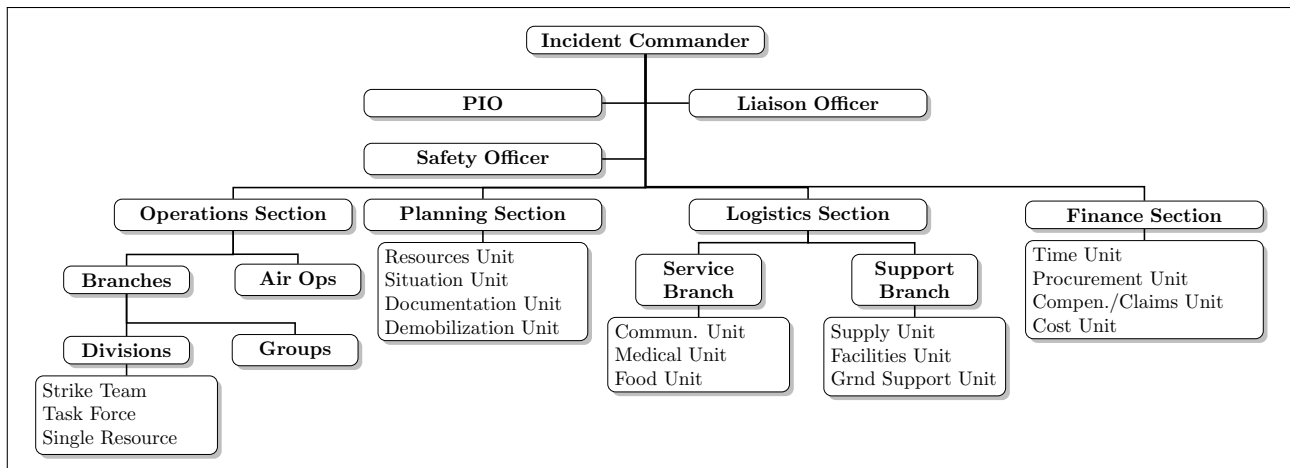 Incident Commander
PIO
Liaison Officer
Safety Officer
Operations Section
Planning Section
Logistics Section
Finance Section
Branches
Air Ops
Divisions
Groups
Strike Team
Task Force
Single Resource
Resources Unit
Situation Unit
Documentation Unit
Demobilization Unit
Service
Branch
Commun. Unit
Medical Unit
Food Unit
Support
Branch
Supply Unit
Facilities Unit
Grnd Support Unit
Time Unit
Procurement Unit
Compen./Claims Unit
Cost Unit